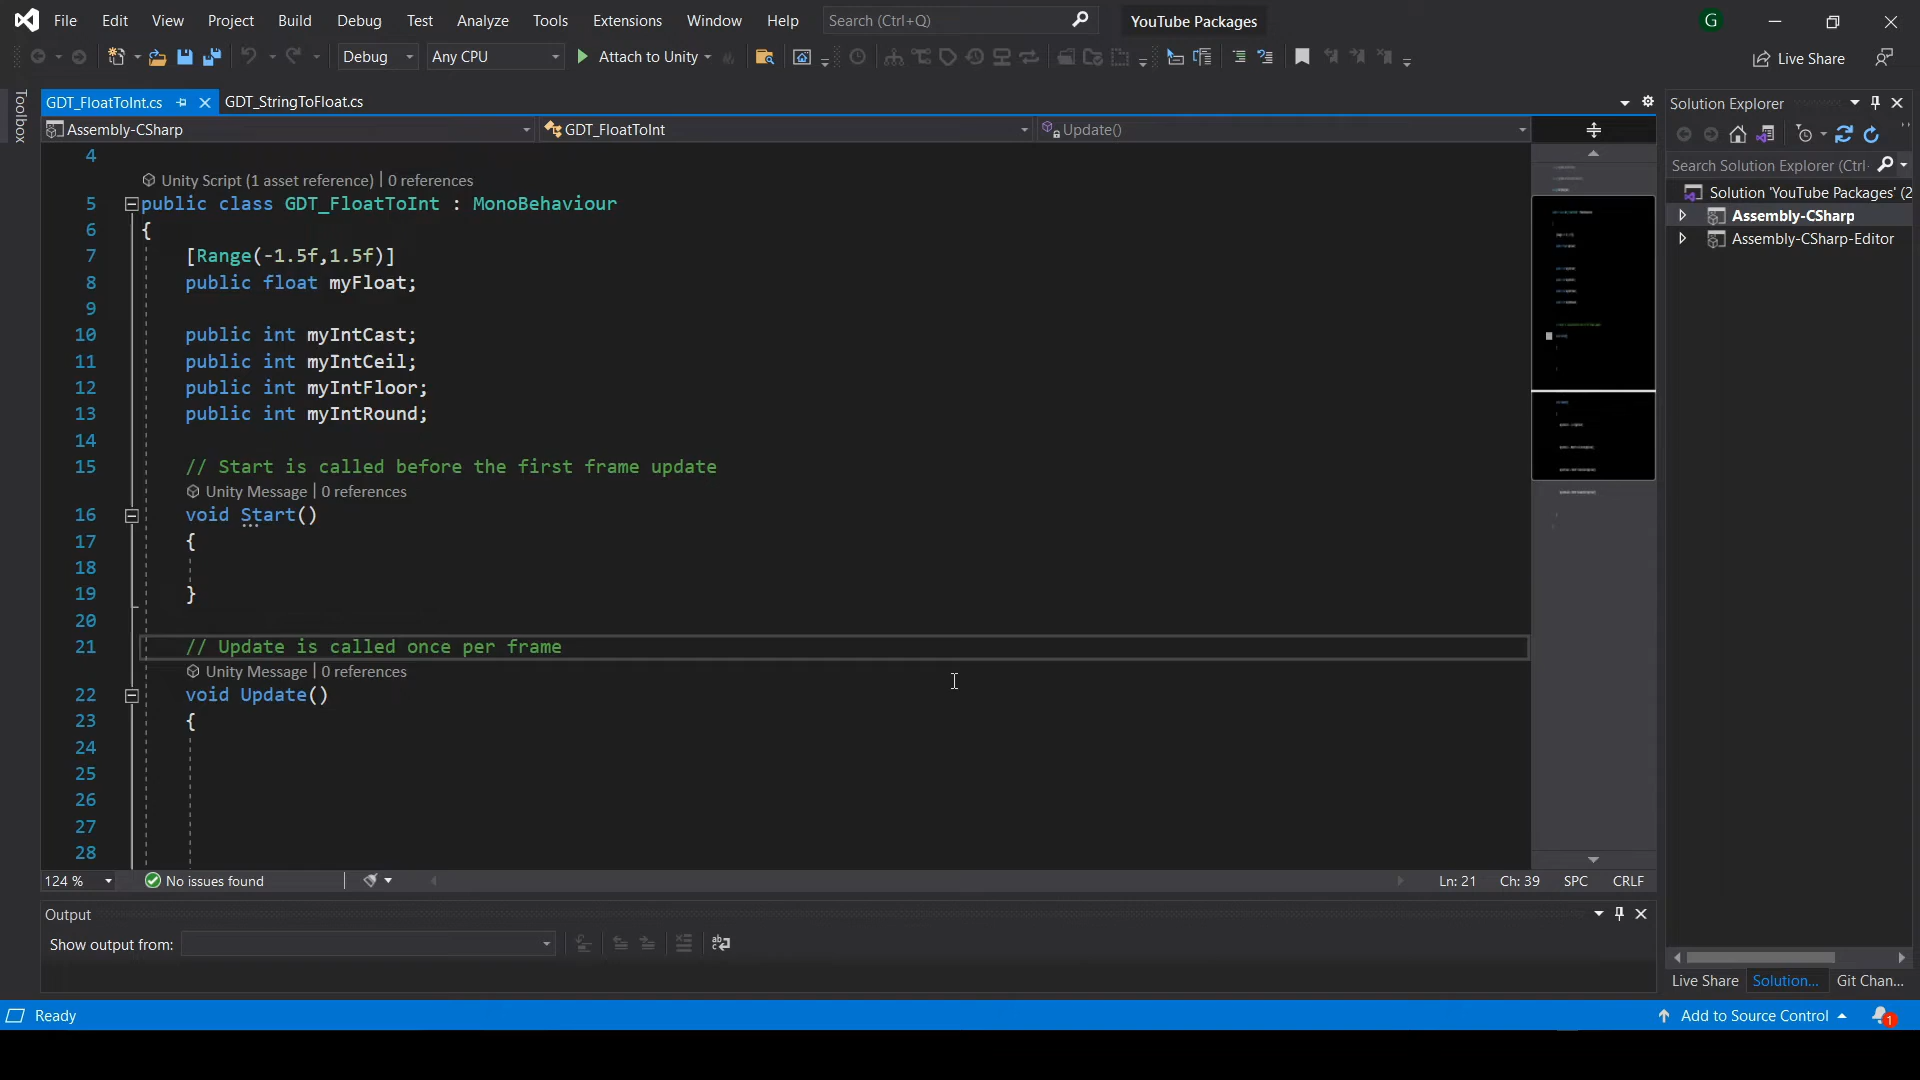 File Edit View Project Build Debug Test Analyze Tools Extensions Window Help Search (Ctrl+Q) YouTube Packages G
Debug Any CPU Attach to Unity Live Share
Toolbox
GDT_FloatToInt.cs GDT_StringToFloat.cs
Assembly-CSharp GDT_FloatToInt Update()
4
Unity Script (1 asset reference) | 0 references
5 public class GDT_FloatToInt : MonoBehaviour
6 {
7 [Range(-1.5f,1.5f)]
8 public float myFloat;
9
10 public int myIntCast;
11 public int myIntCeil;
12 public int myIntFloor;
13 public int myIntRound;
14
15 // Start is called before the first frame update
Unity Message | 0 references
16 void Start()
17 {
18
19 }
20
21 // Update is called once per frame
Unity Message | 0 references
22 void Update()
23 {
24
25
26
27
28
124 % No issues found Ln: 21 Ch: 39 SPC CRLF
Output
Show output from:
Solution Explorer
Search Solution Explorer (Ctrl
Solution 'YouTube Packages' (2
Assembly-CSharp
Assembly-CSharp-Editor
Live Share Solution... Git Chan...
Ready Add to Source Control 1